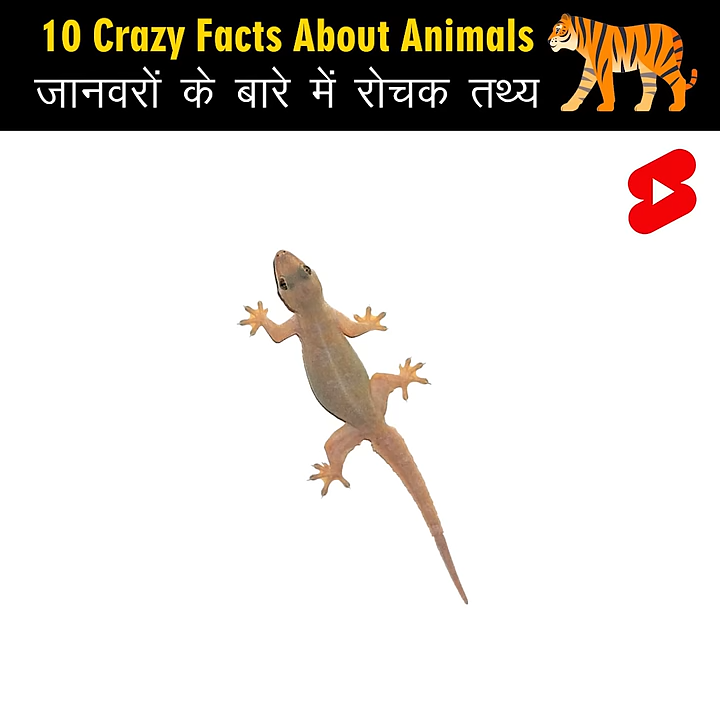 10 Crazy Facts About Animals
जानवरों के बारे में रोचक तथ्य